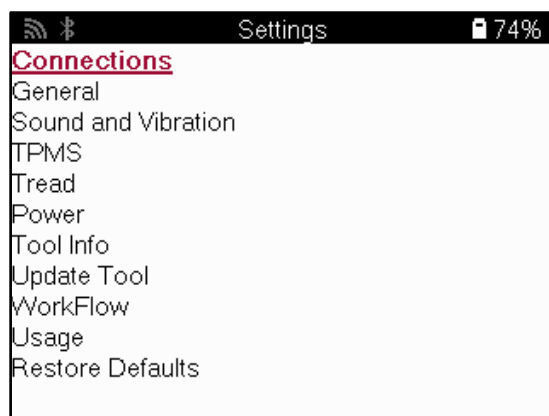 Settings 74%
Connections
General
Sound and Vibration
TPMS
Tread
Power
Tool Info
Update Tool
WorkFlow
Usage
Restore Defaults